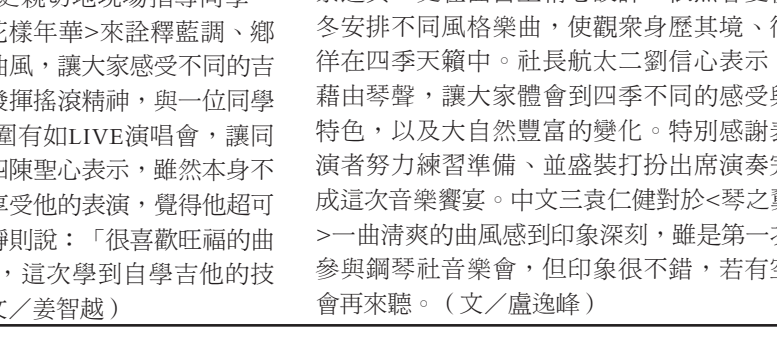 花樣年華>來詮釋藍調、鄉
曲風，讓大家感受不同的吉
發揮搖滾精神，與一位同學
圍有如LIVE演唱會，讓同
四陳聖心表示，雖然本身不
享受他的表演，覺得他超可
靜則說：「很喜歡旺福的曲
，這次學到自學吉他的技
文／姜智越）
冬安排不同風格樂曲，使觀眾身歷其境、徜
徉在四季天籟中。社長航太二劉信心表示，
藉由琴聲，讓大家體會到四季不同的感受與
特色，以及大自然豐富的變化。特別感謝表
演者努力練習準備、並盛裝打扮出席演奏完
成這次音樂饗宴。中文三袁仁健對於<琴之翼
>一曲清爽的曲風感到印象深刻，雖是第一次
參與鋼琴社音樂會，但印象很不錯，若有空
會再來聽。（文／盧逸峰）